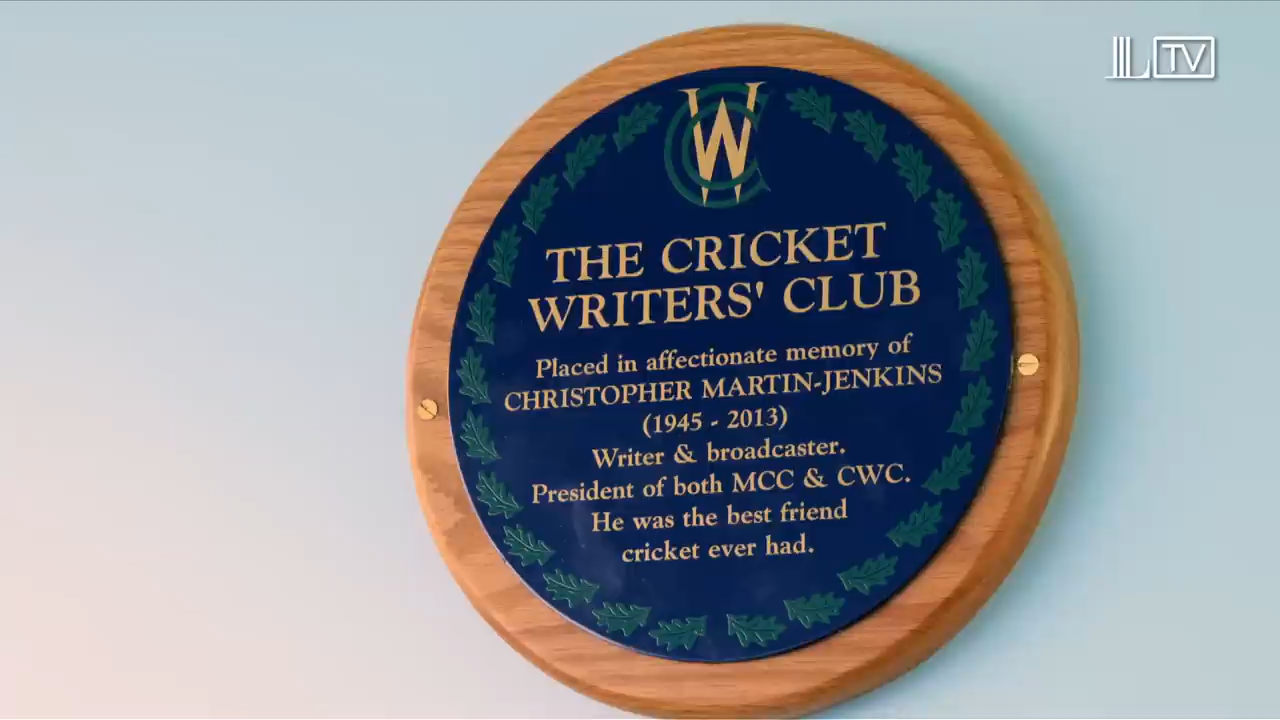 TV
CWC
THE CRICKET
WRITERS' CLUB
Placed in affectionate memory of
CHRISTOPHER MARTIN-JENKINS
(1945 - 2013)
Writer & broadcaster.
President of both MCC & CWC.
He was the best friend
cricket ever had.